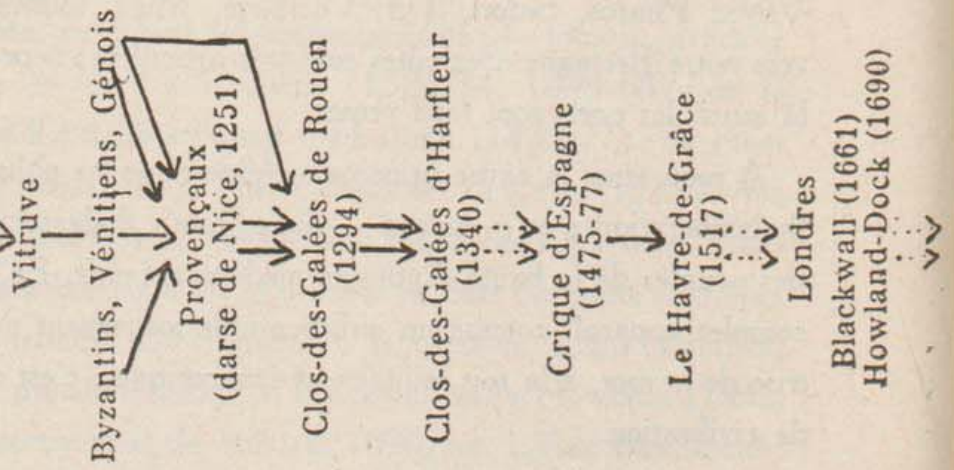 Vitruve
Byzantins, Vénitiens, Génois
Provençaux
(darse de Nice, 1251)
Clos-des-Galées de Rouen
(1294)
Clos-des-Galées d'Harfleur
(1340)
Crique d'Espagne
(1475-77)
Le Havre-de-Grâce
(1517)
Londres
Blackwall (1661)
Howland-Dock (1690)